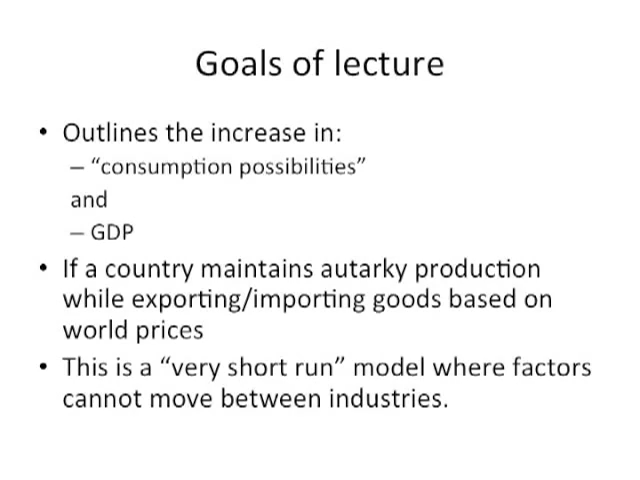 Goals of lecture
• Outlines the increase in:
– “consumption possibilities”
and
– GDP
• If a country maintains autarky production
while exporting/importing goods based on
world prices
• This is a “very short run” model where factors
cannot move between industries.